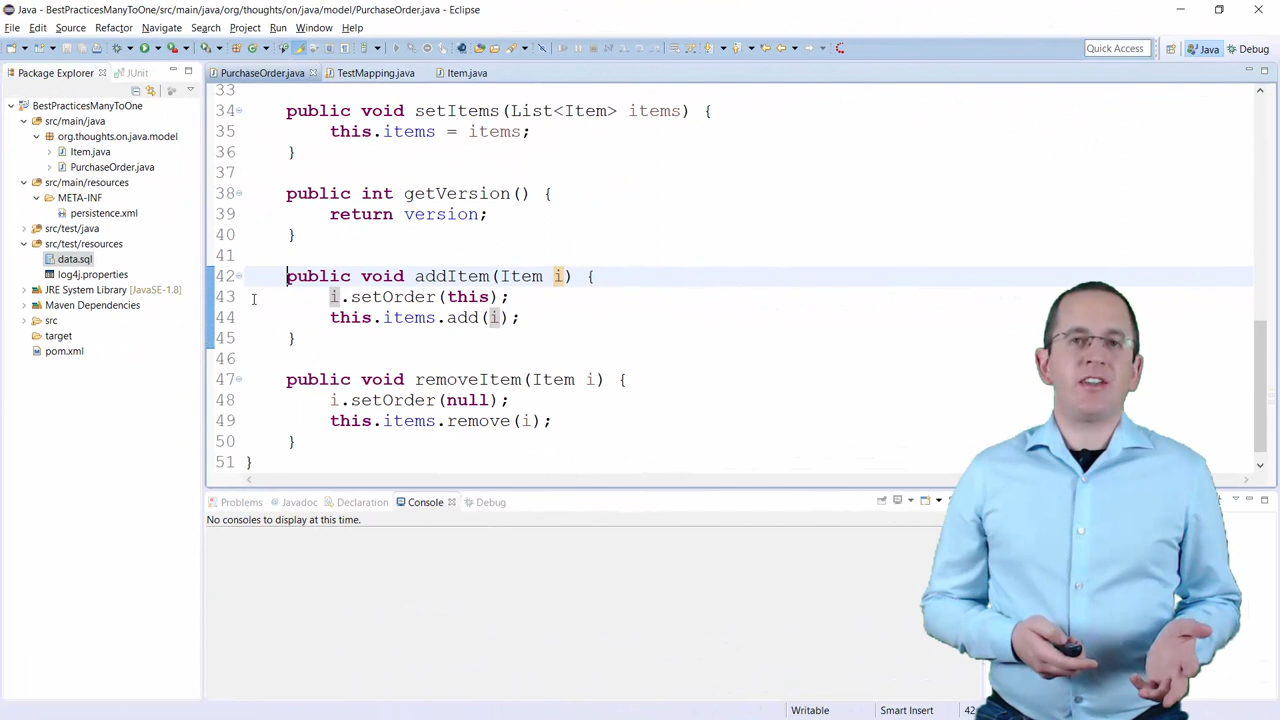 Java - BestPracticesManyToOne/src/main/java/org/thoughts/on/java/model/PurchaseOrder.java - Eclipse
File Edit Source Refactor Navigate Search Project Run Window Help
Quick Access
Java
Debug
Package Explorer
JUnit
BestPracticesManyToOne
src/main/java
org.thoughts.on.java.model
Item.java
PurchaseOrder.java
src/main/resources
META-INF
persistence.xml
src/test/java
src/test/resources
data.sql
log4j.properties
JRE System Library [JavaSE-1.8]
Maven Dependencies
src
target
pom.xml
PurchaseOrder.java TestMapping.java Item.java
33
34 public void setItems(List<Item> items) {
35 this.items = items;
36 }
37
38 public int getVersion() {
39 return version;
40 }
41
42 public void addItem(Item i) {
43 i.setOrder(this);
44 this.items.add(i);
45 }
46
47 public void removeItem(Item i) {
48 i.setOrder(null);
49 this.items.remove(i);
50 }
51 }
Problems Javadoc Declaration Console Debug
No consoles to display at this time.
Writable Smart Insert 42